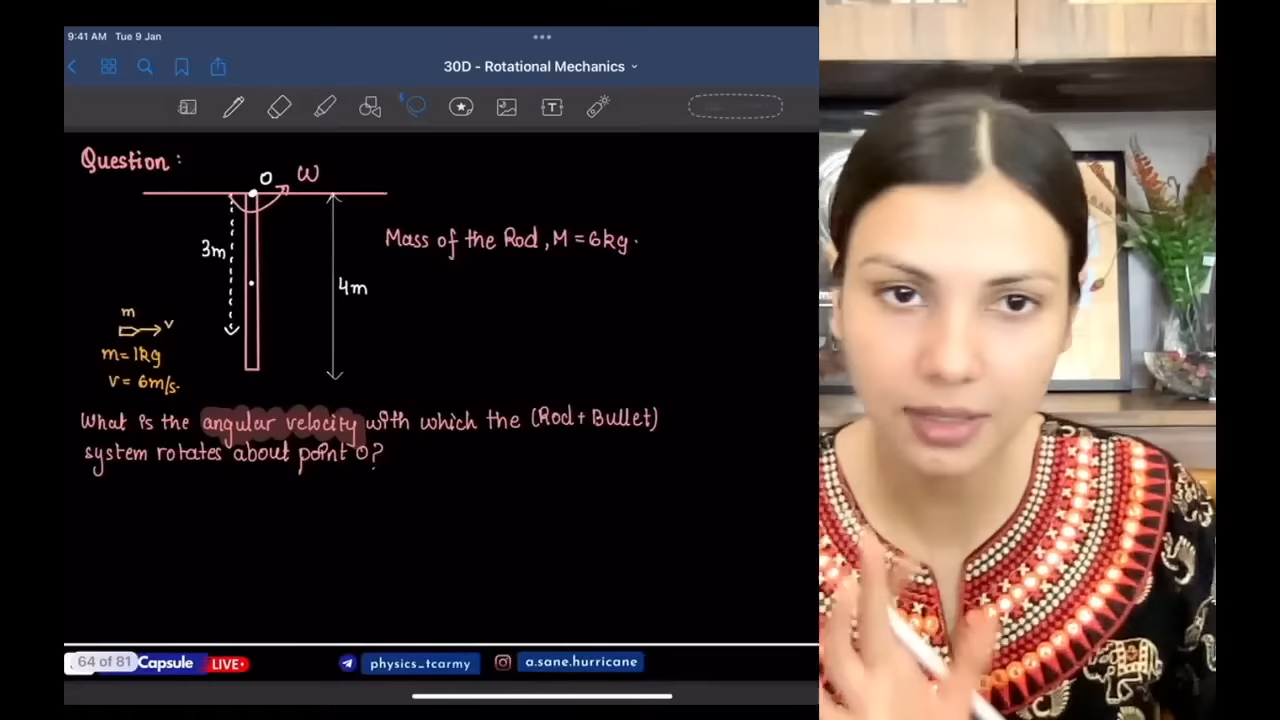 9:41 AM Tue 9 Jan
30D - Rotational Mechanics
Question:
O ω
Mass of the Rod, M = 6kg.
3m
4m
m
v
m = 1kg
v = 6m/s.
What is the angular velocity with which the (Rod + Bullet)
system rotates about point O?
64 of 81 Capsule LIVE physics_tcarmy a.sane.hurricane